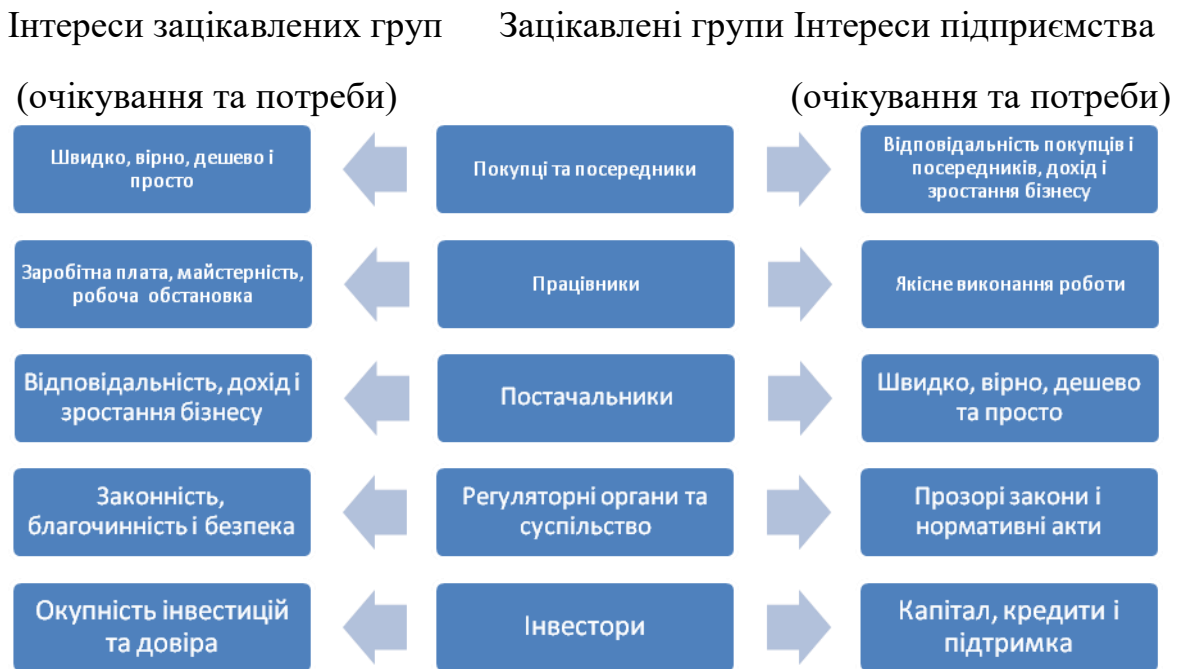 Інтереси зацікавлених груп Зацікавлені групи Інтереси підприємства
(очікування та потреби) (очікування та потреби)
Швидко, вірно, дешево і
просто
Покупці та посередники
Відповідальність покупців і
посередників, дохід і
зростання бізнесу
Заробітна плата, майстерність,
робоча обстановка
Працівники
Якісне виконання роботи
Відповідальність, дохід і
зростання бізнесу
Постачальники
Швидко, вірно, дешево
та просто
Законність,
благочинність і безпека
Регуляторні органи та
суспільство
Прозорі закони і
нормативні акти
Окупність інвестицій
та довіра
Інвестори
Капітал, кредити і
підтримка